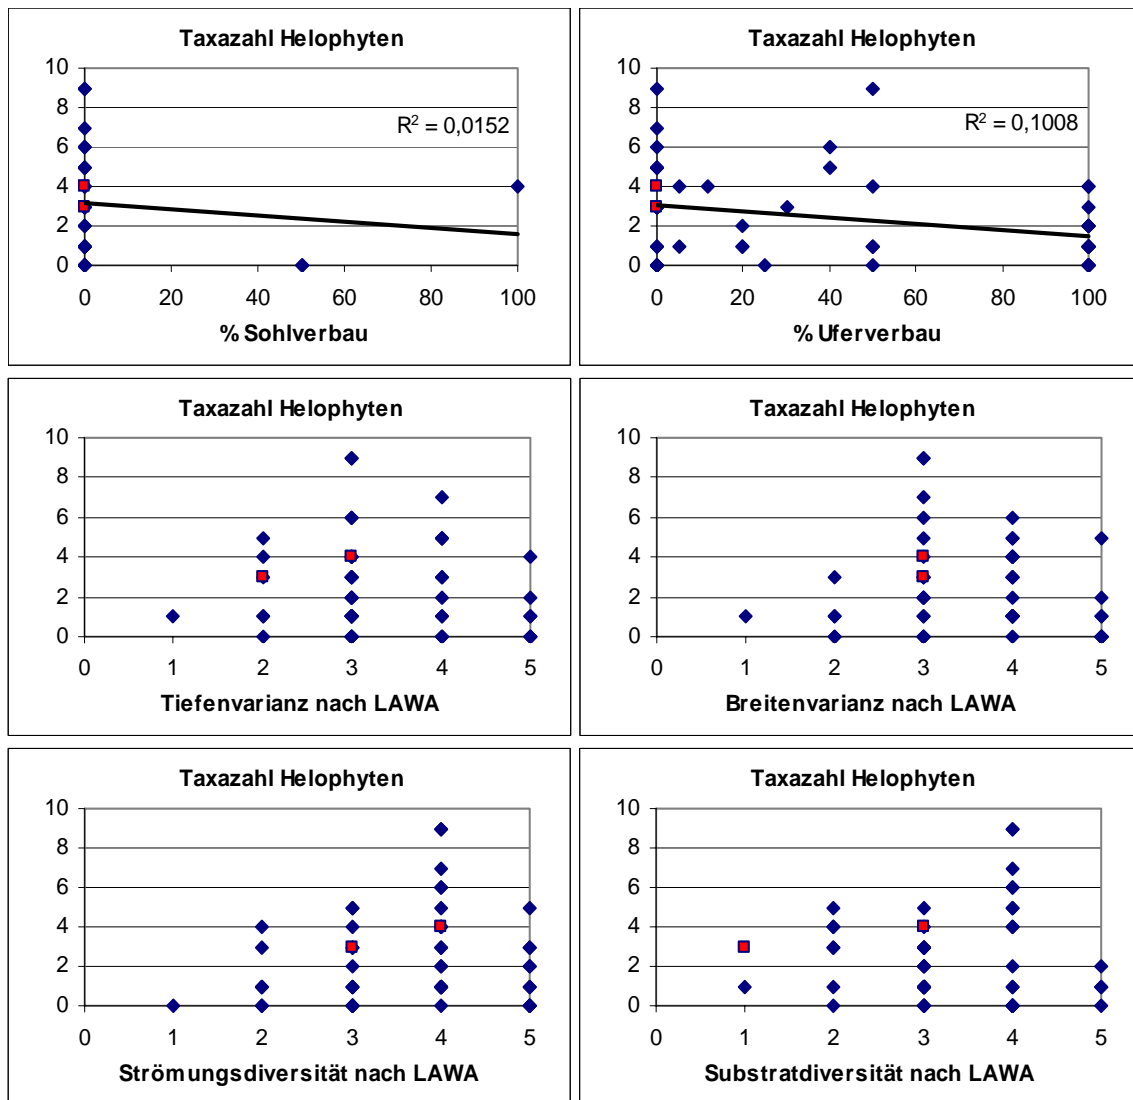 Taxazahl Helophyten
10
8
6
4
2
0
R² = 0,0152
0 20 40 60 80 100
% Sohlverbau
Taxazahl Helophyten
10
8
6
4
2
0
R² = 0,1008
0 20 40 60 80 100
% Uferverbau
Taxazahl Helophyten
10
8
6
4
2
0
0 1 2 3 4 5
Tiefenvarianz nach LAWA
Taxazahl Helophyten
10
8
6
4
2
0
0 1 2 3 4 5
Breitenvarianz nach LAWA
Taxazahl Helophyten
10
8
6
4
2
0
0 1 2 3 4 5
Strömungsdiversität nach LAWA
Taxazahl Helophyten
10
8
6
4
2
0
0 1 2 3 4 5
Substratdiversität nach LAWA